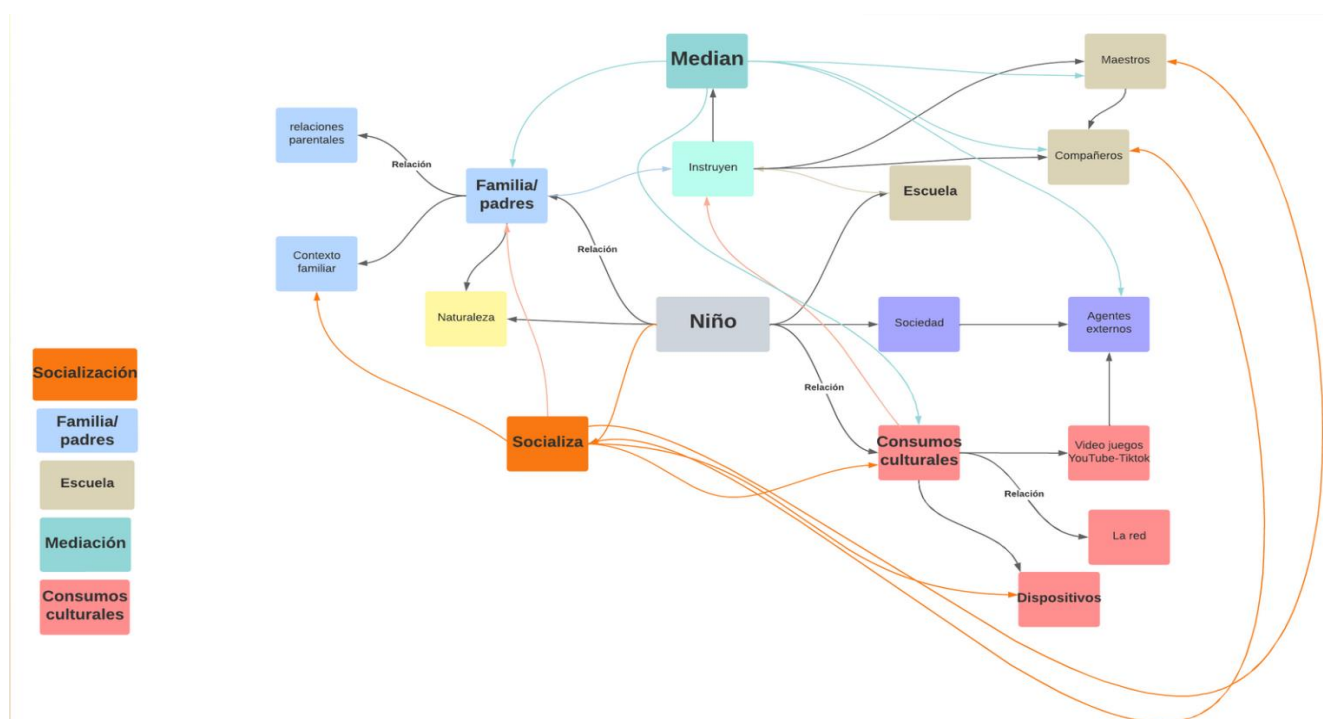 Median
Maestros
relaciones
parentales
Relación
Compañeros
Instruyen
Familia/
padres
Escuela
Relación
Contexto
familiar
Naturaleza
Niño
Sociedad
Agentes
externos
Socialización
Relación
Familia/
padres
Socializa
Consumos
culturales
Video juegos
YouTube-Tiktok
Escuela
Relación
Mediación
La red
Consumos
culturales
Dispositivos